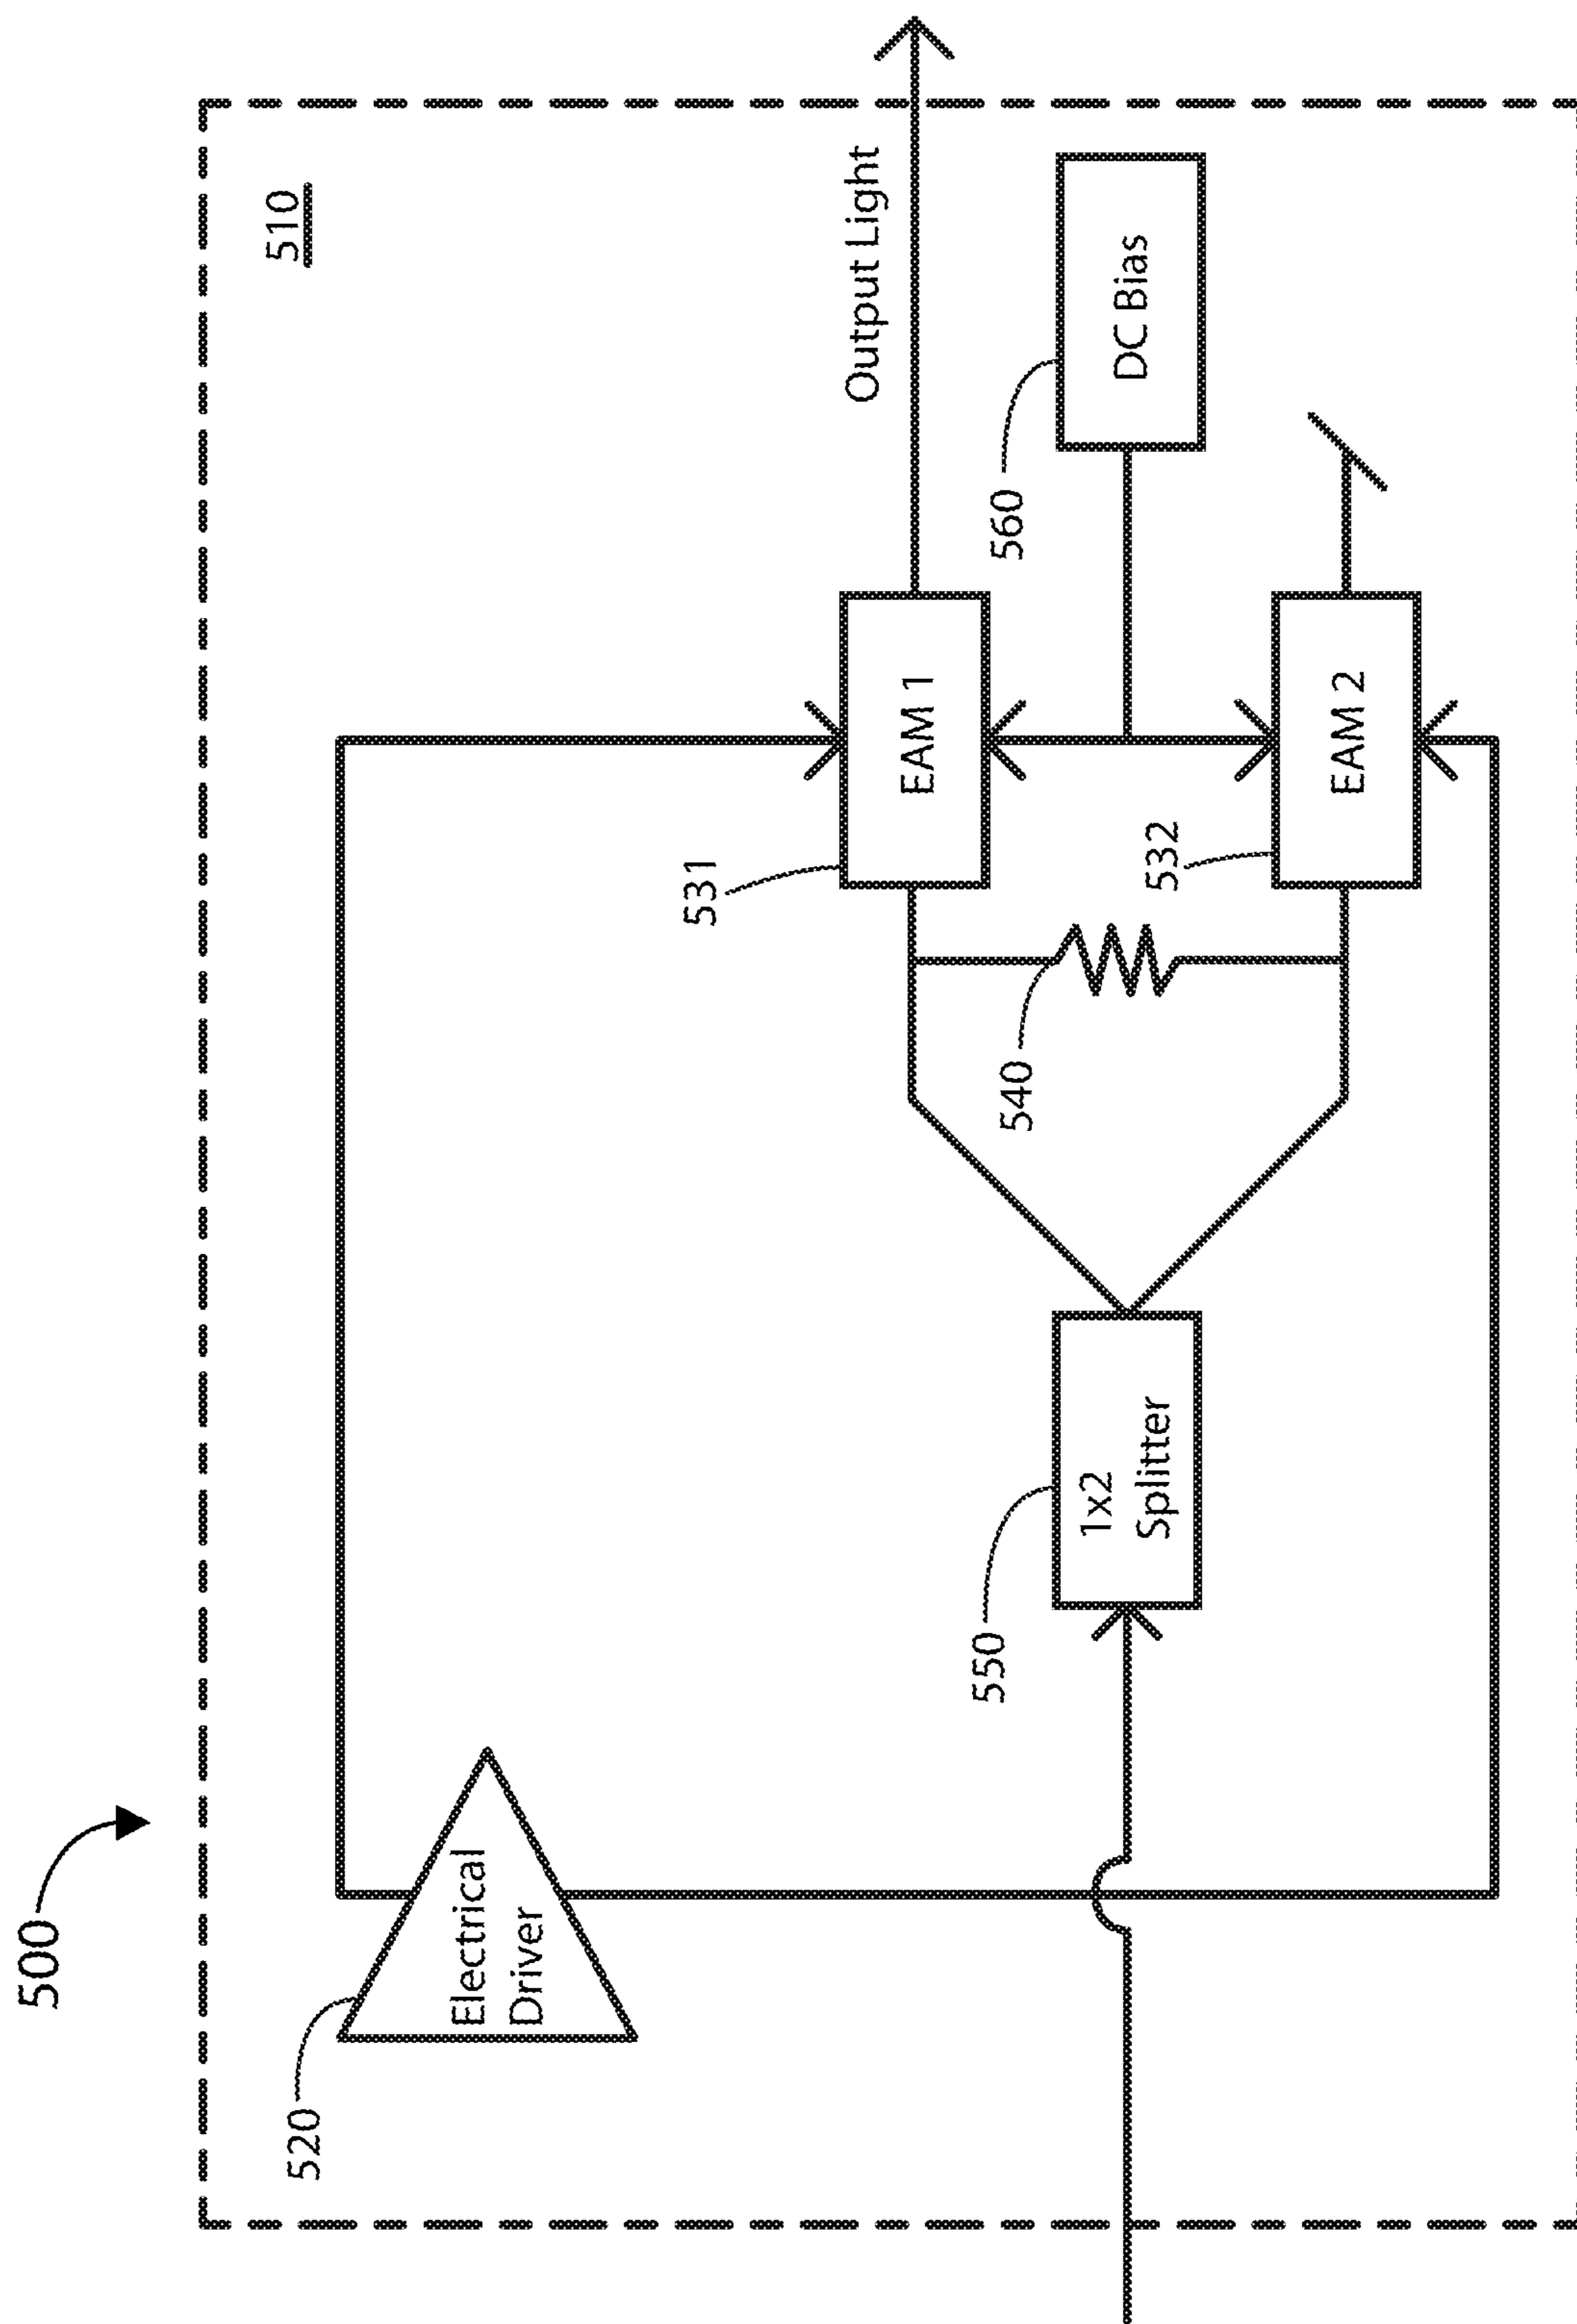 500
510
520
Electrical
Driver
Output Light
531
EAM 1
560
DC Bias
550
1x2
Splitter
540
532
EAM 2